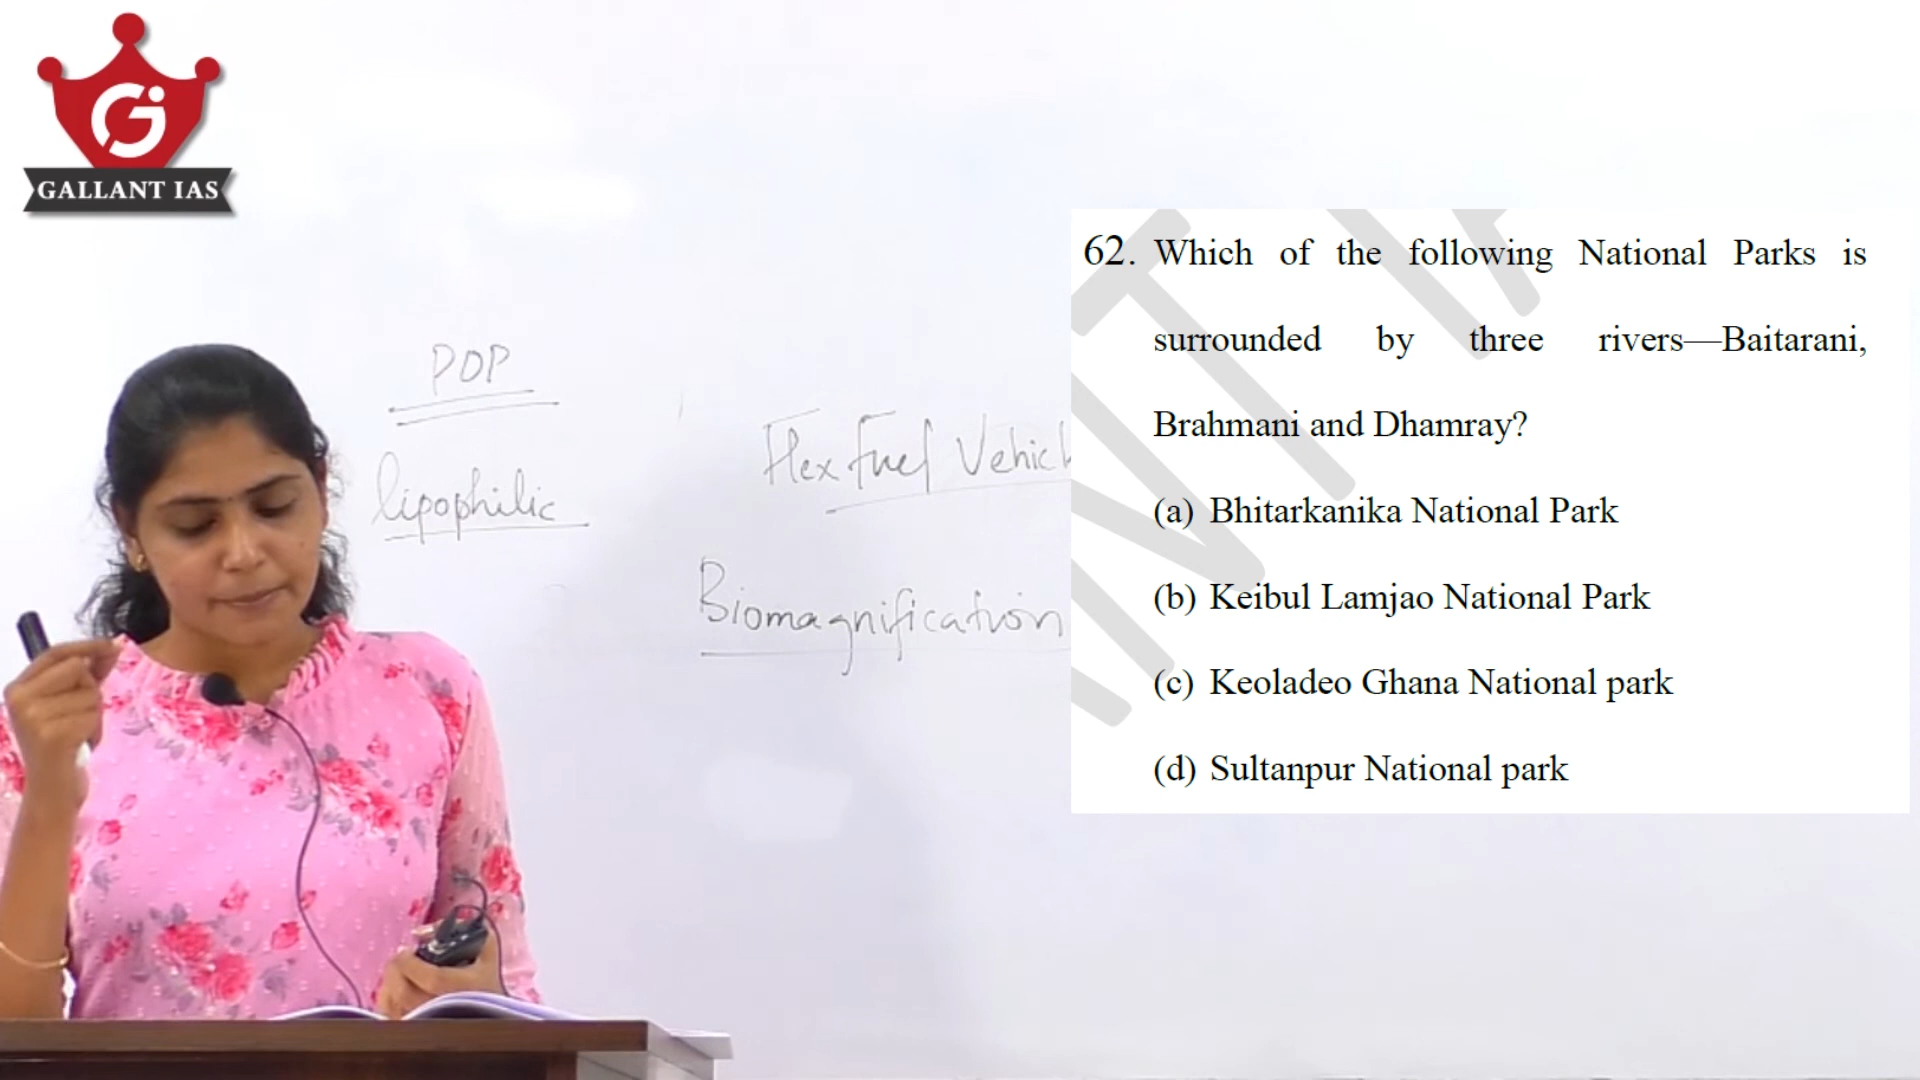 GALLANT IAS
POP
lipophilic
Flex Fuel Vehicl
Biomagnification
62. Which of the following National Parks is
surrounded by three rivers—Baitarani,
Brahmani and Dhamray?
(a) Bhitarkanika National Park
(b) Keibul Lamjao National Park
(c) Keoladeo Ghana National park
(d) Sultanpur National park